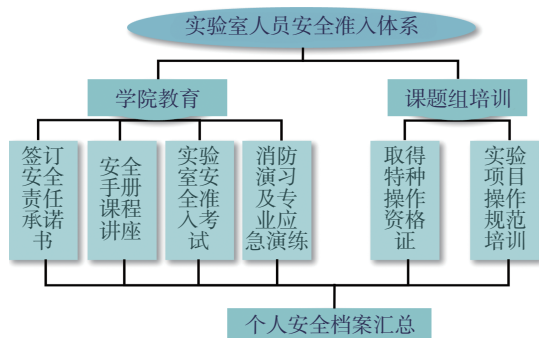 实验室人员安全准入体系
学院教育
课题组培训
签订
安全
责任
承诺
书
安全
手册
课程
讲座
实验
室安
全准
入考
试
消防
演习
及专
业应
急演练
取得
特种
操作
资格
证
实验
项目
操作
规范
培训
个人安全档案汇总